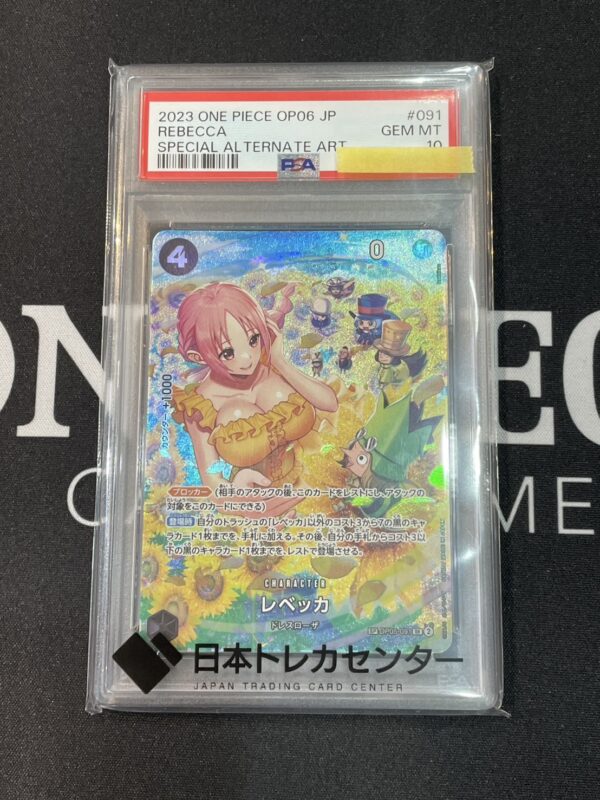 2023 ONE PIECE OP06 JP #091
REBECCA GEM MT
SPECIAL ALTERNATE ART 10
PSA
4
0
カウンター+1000
ブロッカー (相手のアタックの後、このカードをレストにし、アタックの
対象をこのカードにできる)
登場時 自分のトラッシュの「レベッカ」以外のコスト3から7の黒のキャ
ラカード1枚までを、手札に加える。その後、自分の手札からコスト3以
下の黒のキャラカード1枚までを、レストで登場させる。
CHARACTER
レベッカ
ドレスローザ
SP OP05-091 SR 2
日本トレカセンター
JAPAN TRADING CARD CENTER